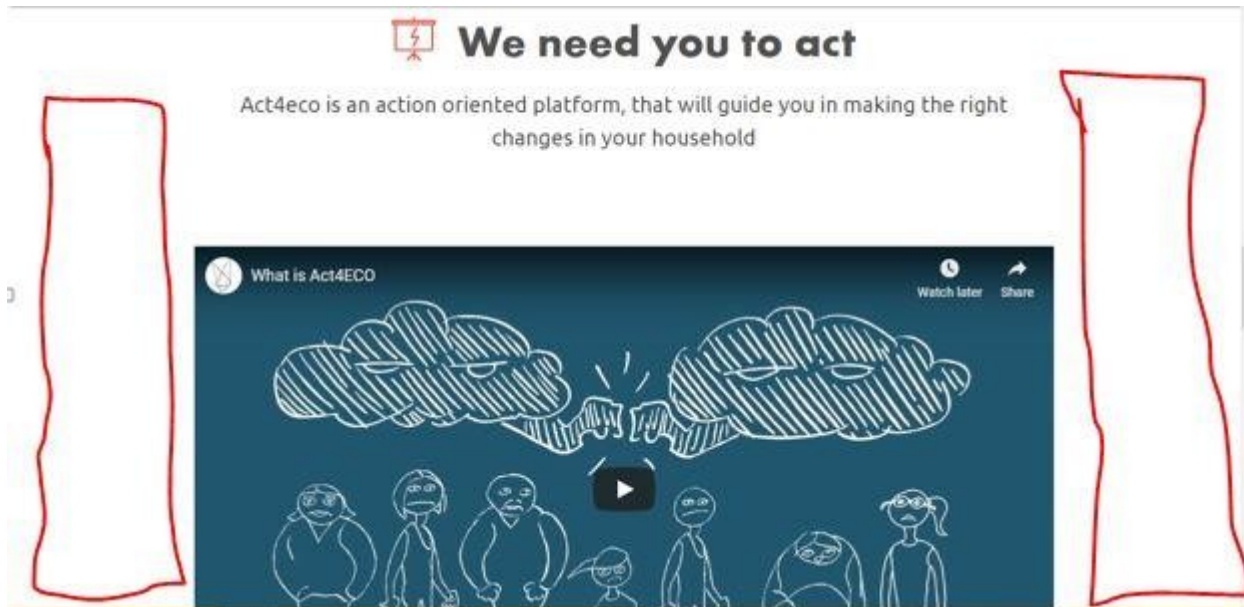 We need you to act
Act4eco is an action oriented platform, that will guide you in making the right
changes in your household
What is Act4ECO
Watch later
Share